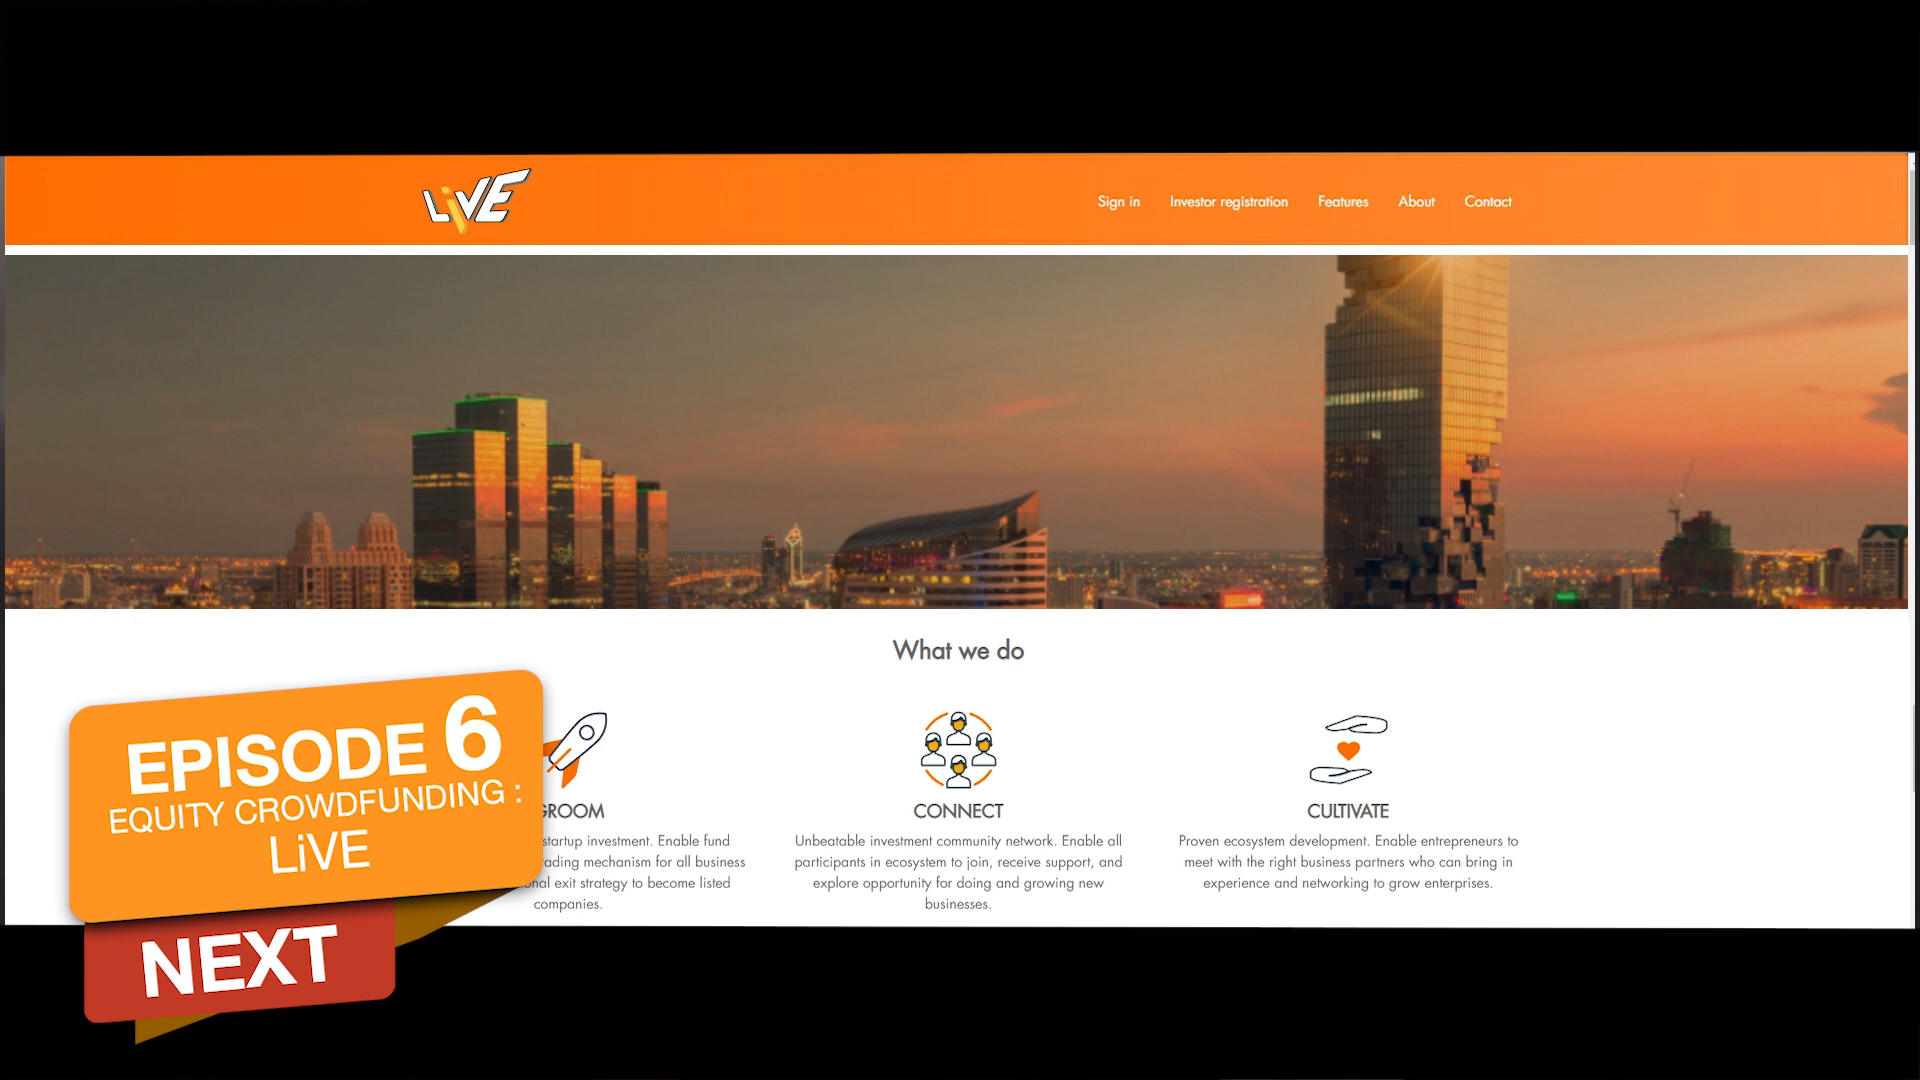 LiVE
Sign in Investor registration Features About Contact
What we do
GROOM
startup investment. Enable fund
mechanism for all business
exit strategy to become listed
companies.
CONNECT
Unbeatable investment community network. Enable all
participants in ecosystem to join, receive support, and
explore opportunity for doing and growing new
businesses.
CULTIVATE
Proven ecosystem development. Enable entrepreneurs to
meet with the right business partners who can bring in
experience and networking to grow enterprises.
EPISODE 6
EQUITY CROWDFUNDING :
LiVE
NEXT